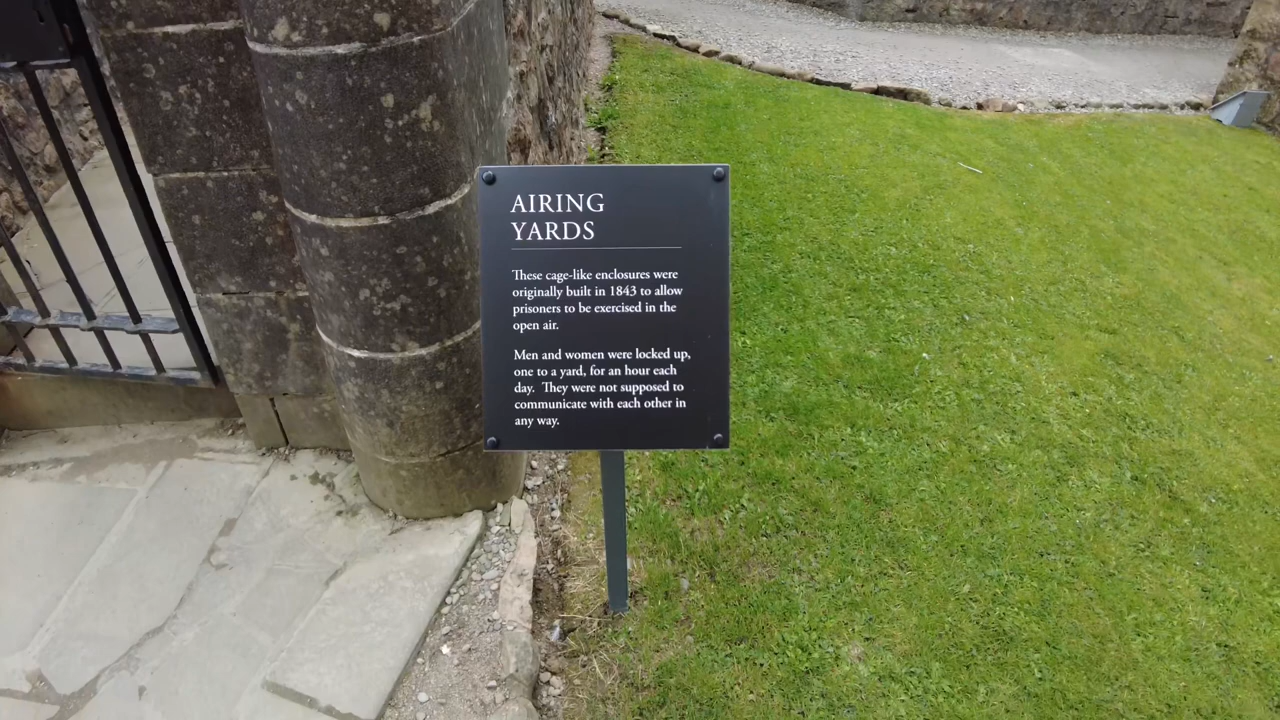 AIRING
YARDS
These cage-like enclosures were
originally built in 1843 to allow
prisoners to be exercised in the
open air.
Men and women were locked up,
one to a yard, for an hour each
day. They were not supposed to
communicate with each other in
any way.